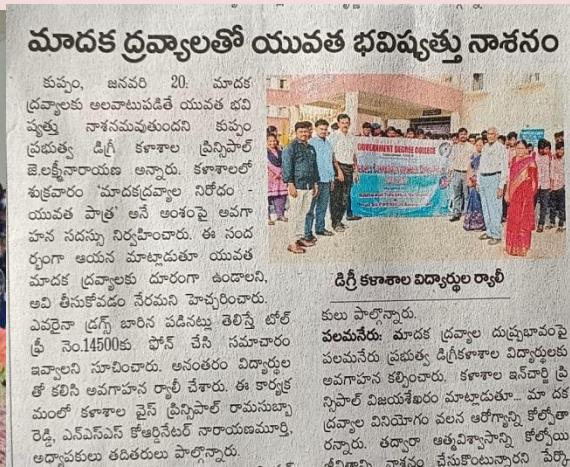 మాదక ద్రవ్యాలతో యువత భవిష్యత్తు నాశనం
కుప్పం, జనవరి 20: మాదక
ద్రవ్యాలకు అలవాటుపడితే యువత భవి
ష్యత్తు నాశనమవుతుందని కుప్పం
ప్రభుత్వ డిగ్రీ కళాశాల ప్రిన్సిపాల్
జె.లక్ష్మీనారాయణ అన్నారు. కళాశాలలో
శుక్రవారం 'మాదకద్రవ్యాల నిరోదం -
యువత పాత్ర' అనే అంశంపై అవగా
హన సదస్సు నిర్వహించారు. ఈ సంద
ర్భంగా ఆయన మాట్లాడుతూ యువత
మాదక ద్రవ్యాలకు దూరంగా ఉండాలని,
అవి తీసుకోవడం నేరమని హెచ్చరించారు.
ఎవరైనా డ్రగ్స్ బారిన పడినట్లు తెలిస్తే టోల్
ఫ్రీ నెం.14500కు ఫోన్ చేసి సమాచారం
ఇవ్వాలని సూచించారు. అనంతరం విద్యార్థుల
తో కలిసి అవగాహన ర్యాలీ చేశారు. ఈ కార్యక్ర
మంలో కళాశాల వైస్ ప్రిన్సిపాల్ రామసుబ్బా
రెడ్డి, ఎన్ఎస్ఎస్ కోఆర్డినేటర్ నారాయణమూర్తి,
అధ్యాపకులు తదితరులు పాల్గొన్నారు.
GOVERNMENT DEGREE COLLEGE
డిగ్రీ కళాశాల విద్యార్థుల ర్యాలీ
కులు పాల్గొన్నారు.
పలమనేరు: మాదక ద్రవ్యాల దుష్ప్రభావంపై
పలమనేరు ప్రభుత్వ డిగ్రీకళాశాల విద్యార్థులకు
అవగాహన కల్పించారు. కళాశాల ఇన్‌చార్జి ప్రి
న్సిపాల్ విజయశేఖరం మాట్లాడుతూ... మా దక
ద్రవ్యాల వినియోగం వలన ఆరోగ్యాన్ని కోల్పోతా
రన్నారు. తద్వారా ఆత్మవిశ్వాసాన్ని కోల్పోయి
జీవితాన్ని నాశనం చేసుకొంటున్నారని పేర్కొ